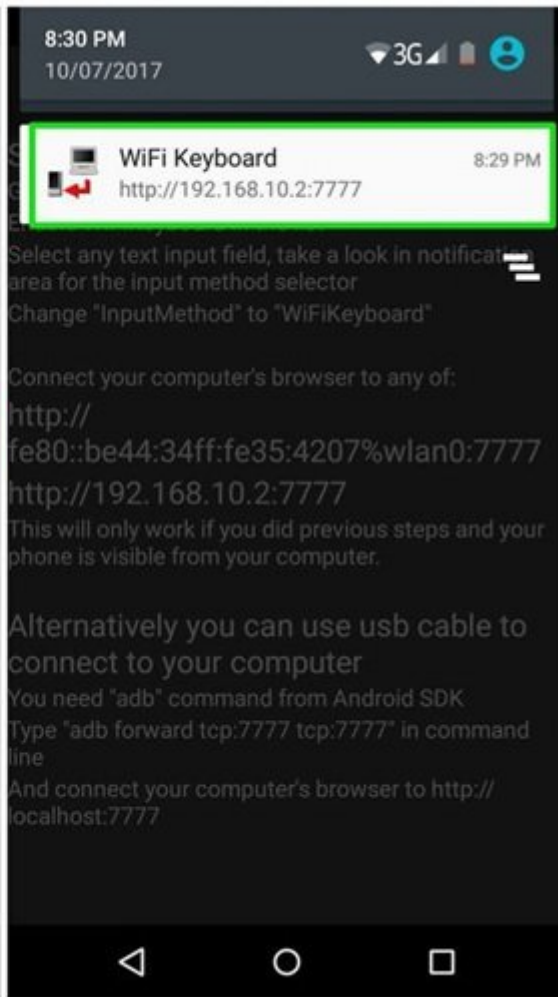 8:30 PM
10/07/2017
3G
WiFi Keyboard
8:29 PM
http://192.168.10.2:7777
Select any text input field, take a look in notification
area for the input method selector
Change "InputMethod" to "WiFiKeyboard"
Connect your computer's browser to any of:
http://
fe80::be44:34ff:fe35:4207%wlan0:7777
http://192.168.10.2:7777
This will only work if you did previous steps and your
phone is visible from your computer.
Alternatively you can use usb cable to
connect to your computer
You need "adb" command from Android SDK
Type "adb forward tcp:7777 tcp:7777" in command
line
And connect your computer's browser to http://
localhost:7777